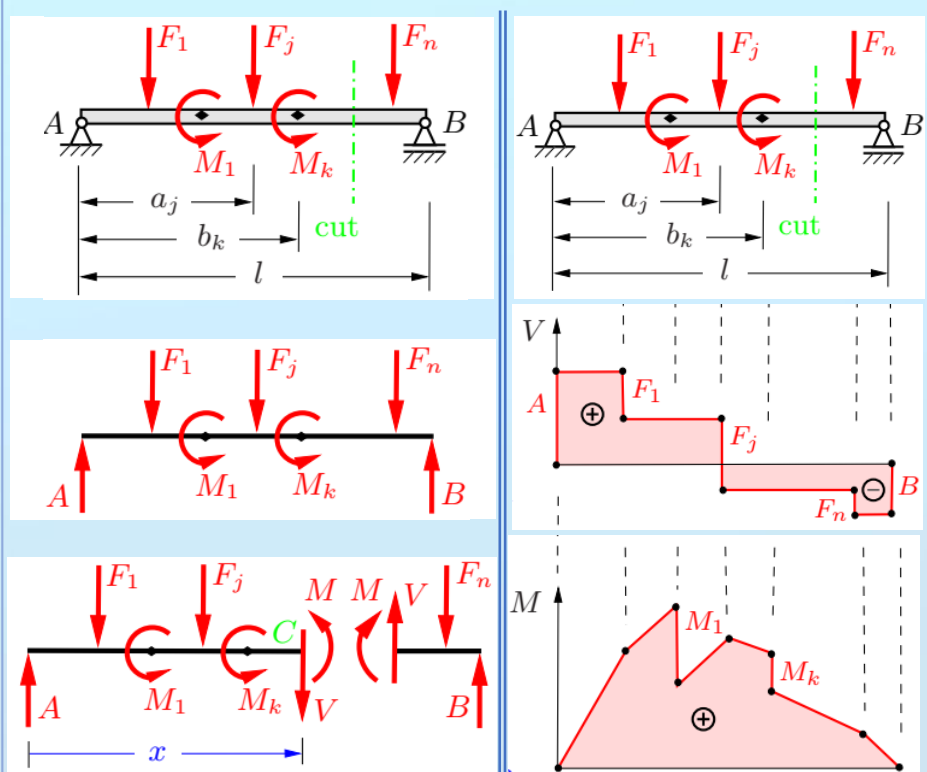 F₁ Fⱼ Fₙ
A B
M₁ Mₖ
aⱼ
bₖ cut
l
F₁ Fⱼ Fₙ
M₁ Mₖ
A B
F₁ Fⱼ M M V Fₙ
C
A M₁ Mₖ V B
x
F₁ Fⱼ Fₙ
A B
M₁ Mₖ
aⱼ
bₖ cut
l
V
A F₁
Fⱼ
Fₙ B
M
M₁
Mₖ